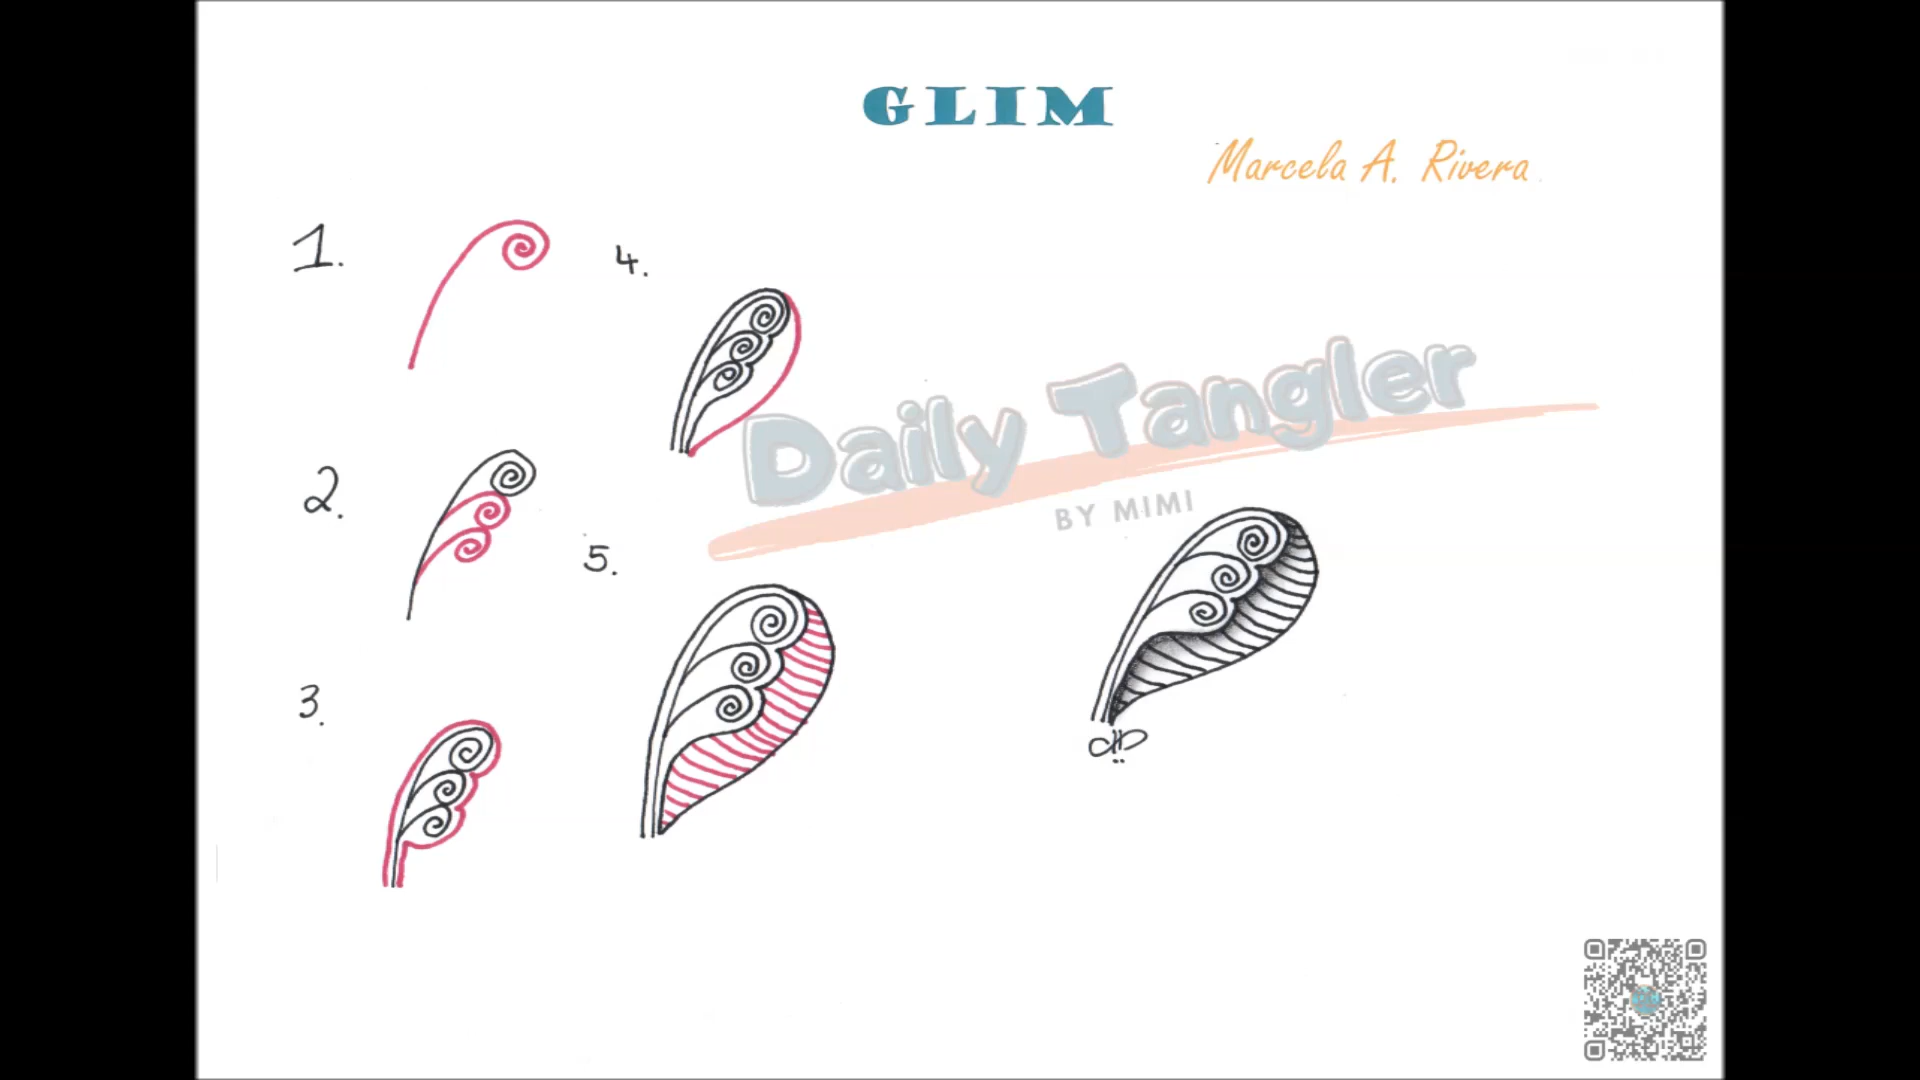 GLIM
Marcela A. Rivera
1.
4.
Daily Tangler
BY MIMI
2.
5.
3.